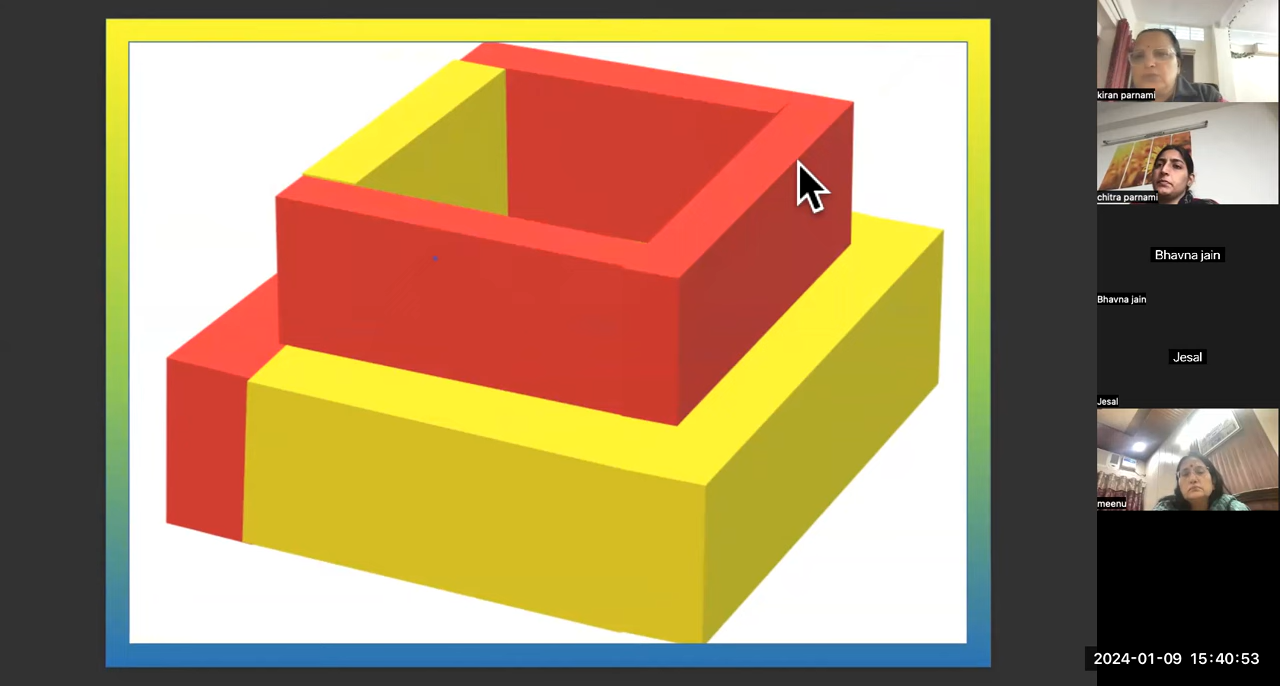 kiran parnami
chitra parnami
Bhavna jain
Bhavna jain
Jesal
Jesal
meenu
2024-01-09 15:40:53